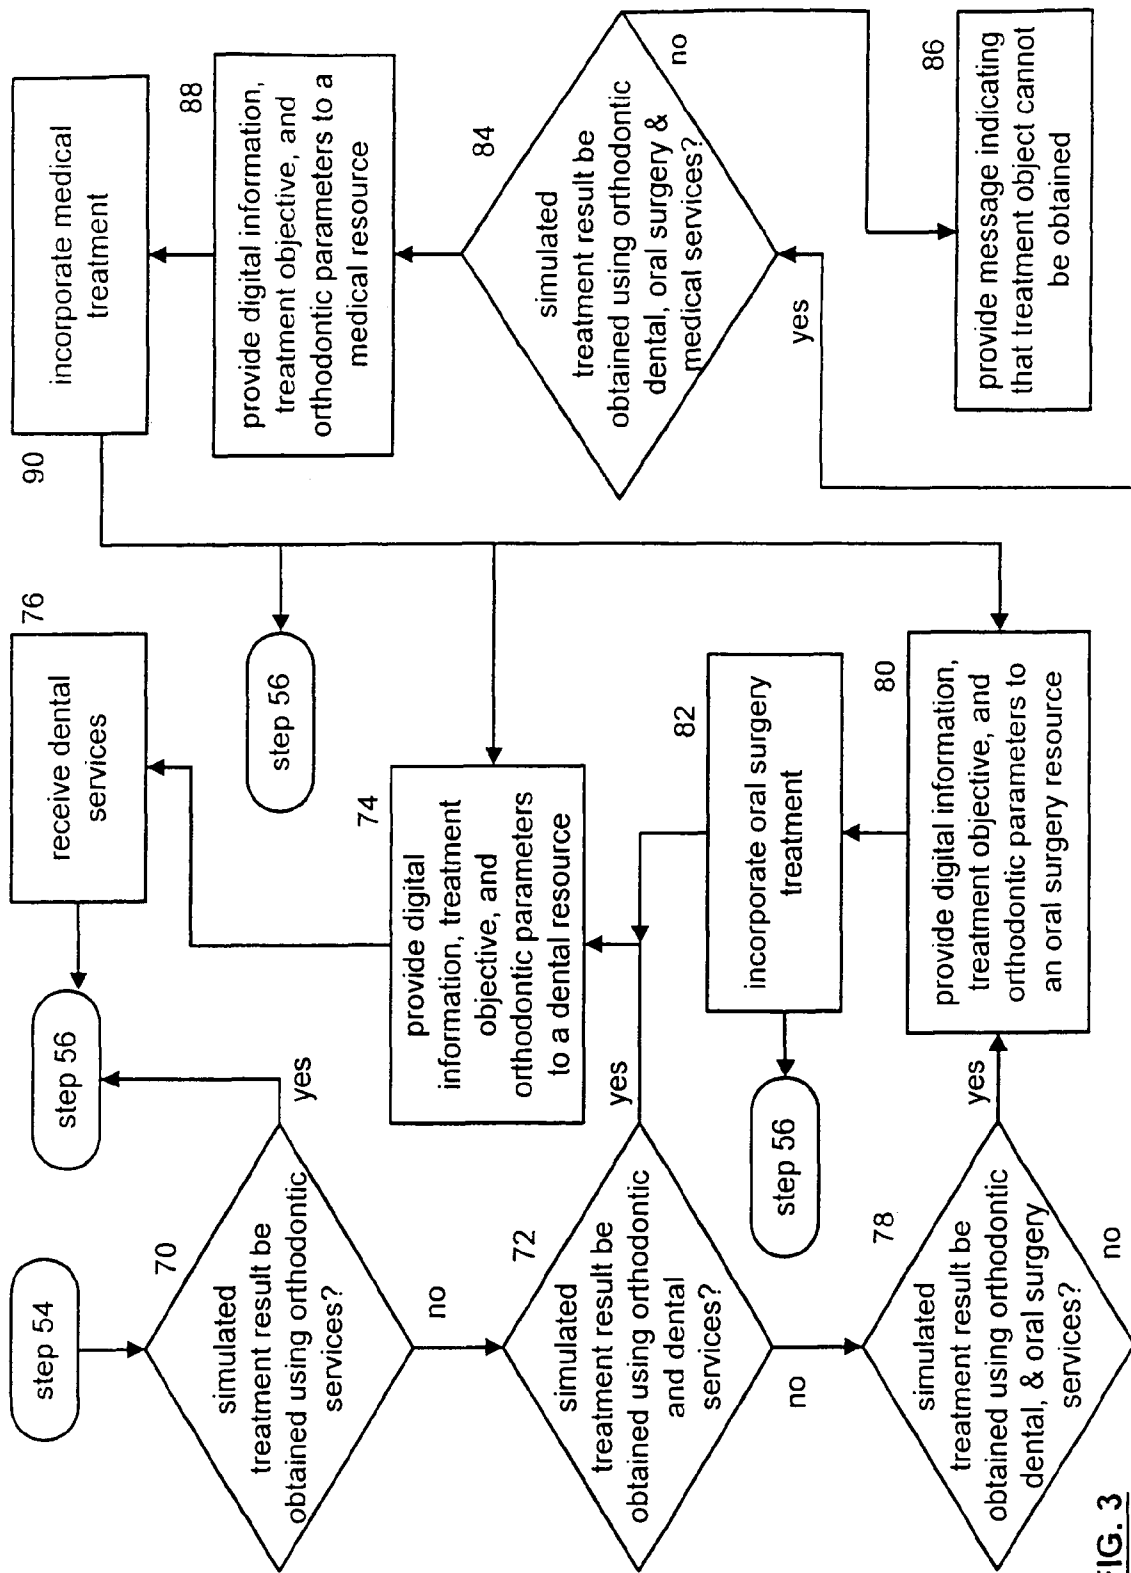 step 54
70
simulated
treatment result be
obtained using orthodontic
services?
yes
no
step 56
72
simulated
treatment result be
obtained using orthodontic
and dental
services?
yes
no
74
provide digital
information, treatment
objective, and
orthodontic parameters
to a dental resource
76
receive dental
services
step 56
78
simulated
treatment result be
obtained using orthodontic
dental, & oral surgery
services?
yes
no
80
provide digital information,
treatment objective, and
orthodontic parameters to
an oral surgery resource
82
incorporate oral surgery
treatment
step 56
90
incorporate medical
treatment
88
provide digital information,
treatment objective, and
orthodontic parameters to a
medical resource
84
simulated
treatment result be
obtained using orthodontic
dental, oral surgery &
medical services?
yes
no
86
provide message indicating
that treatment object cannot
be obtained
FIG. 3